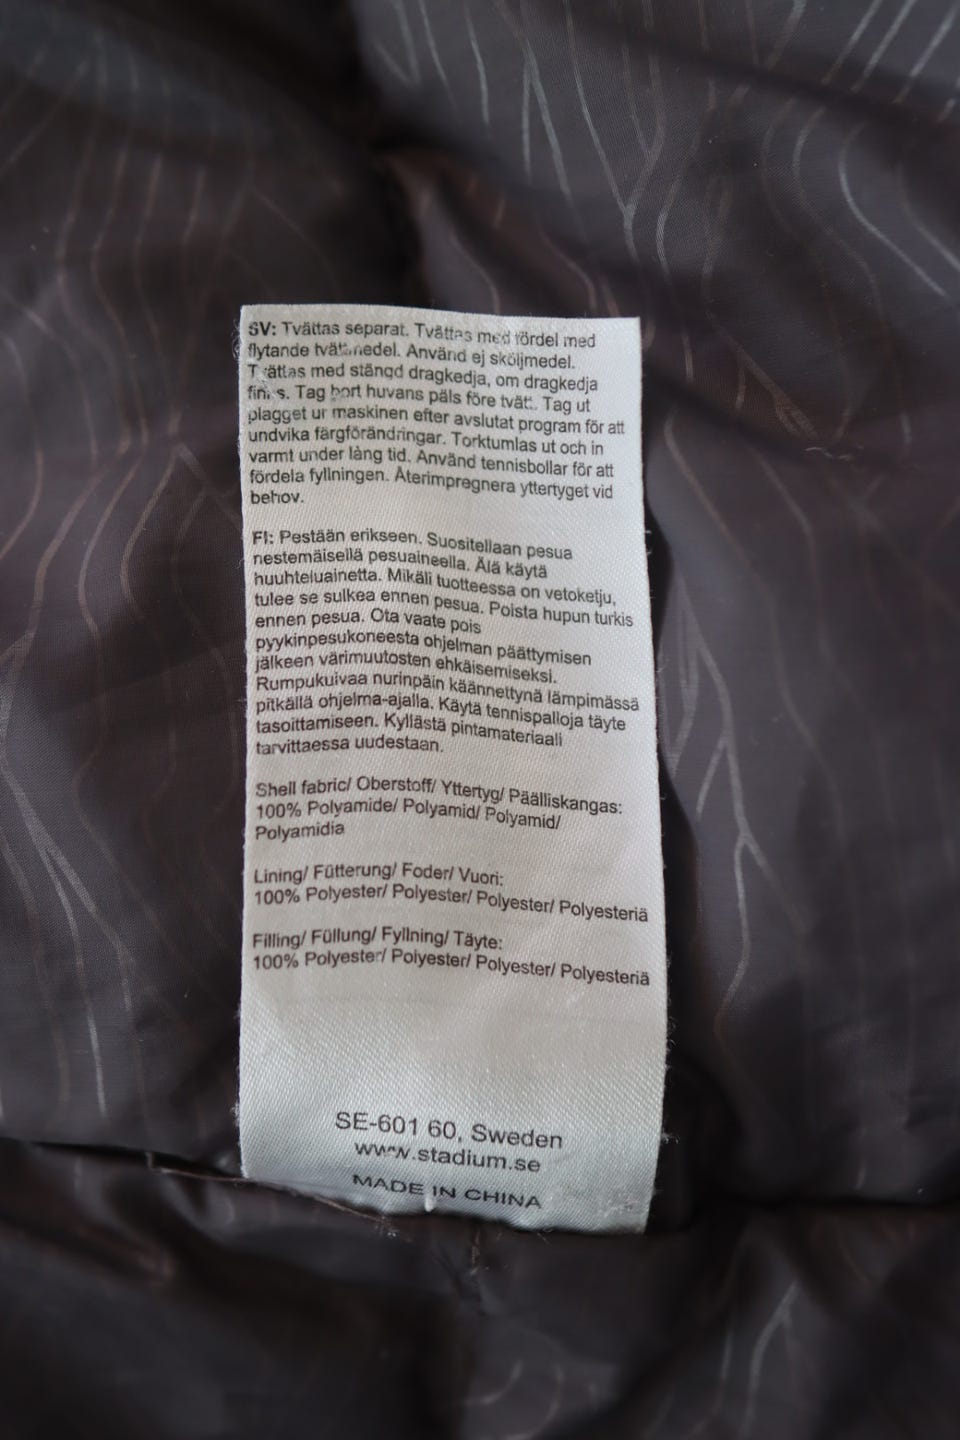 SV: Tvättas separat. Tvättas med fördel med
flytande tvättmedel. Använd ej sköljmedel.
Tvättas med stängd dragkedja, om dragkedja
finns. Tag bort huvans päls före tvätt. Tag ut
plagget ur maskinen efter avslutat program för att
undvika färgförändringar. Torktumlas ut och in
varmt under lång tid. Använd tennisbollar för att
fördela fyllningen. Återimpregnera yttertyget vid
behov.
FI: Pestään erikseen. Suositellaan pesua
nestemäisellä pesuaineella. Älä käytä
huuhteluainetta. Mikäli tuotteessa on vetoketju,
tulee se sulkea ennen pesua. Poista hupun turkis
ennen pesua. Ota vaate pois
pyykinpesukoneesta ohjelman päättymisen
jälkeen värimuutosten ehkäisemiseksi.
Rumpukuivaa nurinpäin käännettynä lämpimässä
pitkällä ohjelma-ajalla. Käytä tennispalloja täyte
tasoittamiseen. Kyllästä pintamateriaali
tarvittaessa uudestaan.
Shell fabric/ Oberstoff/ Yttertyg/ Päälliskangas:
100% Polyamide/ Polyamid/ Polyamid/
Polyamidia
Lining/ Fütterung/ Foder/ Vuori:
100% Polyester/ Polyester/ Polyester/ Polyesteriä
Filling/ Füllung/ Fyllning/ Täyte:
100% Polyester/ Polyester/ Polyester/ Polyesteriä
SE-601 60, Sweden
www.stadium.se
MADE IN CHINA